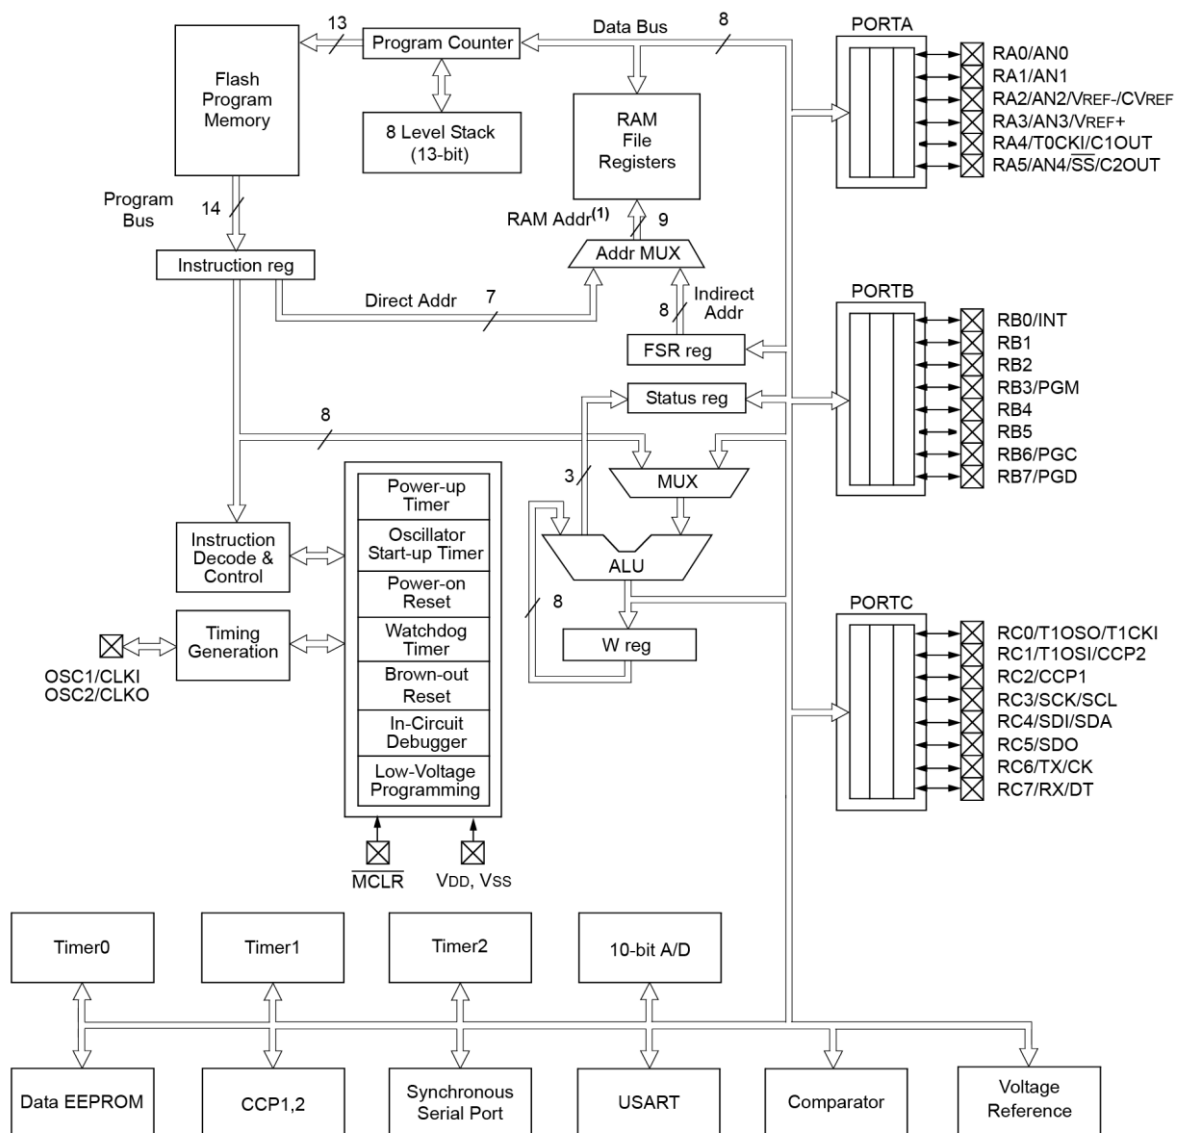 13
Data Bus
8
PORTA
Program Counter
Flash
Program
Memory
8 Level Stack
(13-bit)
RAM
File
Registers
RA0/AN0
RA1/AN1
RA2/AN2/VREF-/CVREF
RA3/AN3/VREF+
RA4/T0CKI/C1OUT
RA5/AN4/SS/C2OUT
Program
Bus
14
RAM Addr(1)
9
Addr MUX
Instruction reg
Direct Addr
7
8
Indirect
Addr
FSR reg
Status reg
PORTB
RB0/INT
RB1
RB2
RB3/PGM
RB4
RB5
RB6/PGC
RB7/PGD
8
3
MUX
ALU
8
W reg
Power-up
Timer
Oscillator
Start-up Timer
Power-on
Reset
Watchdog
Timer
Brown-out
Reset
In-Circuit
Debugger
Low-Voltage
Programming
Instruction
Decode &
Control
Timing
Generation
OSC1/CLKI
OSC2/CLKO
MCLR
VDD, VSS
PORTC
RC0/T1OSO/T1CKI
RC1/T1OSI/CCP2
RC2/CCP1
RC3/SCK/SCL
RC4/SDI/SDA
RC5/SDO
RC6/TX/CK
RC7/RX/DT
Timer0
Timer1
Timer2
10-bit A/D
Data EEPROM
CCP1,2
Synchronous
Serial Port
USART
Comparator
Voltage
Reference